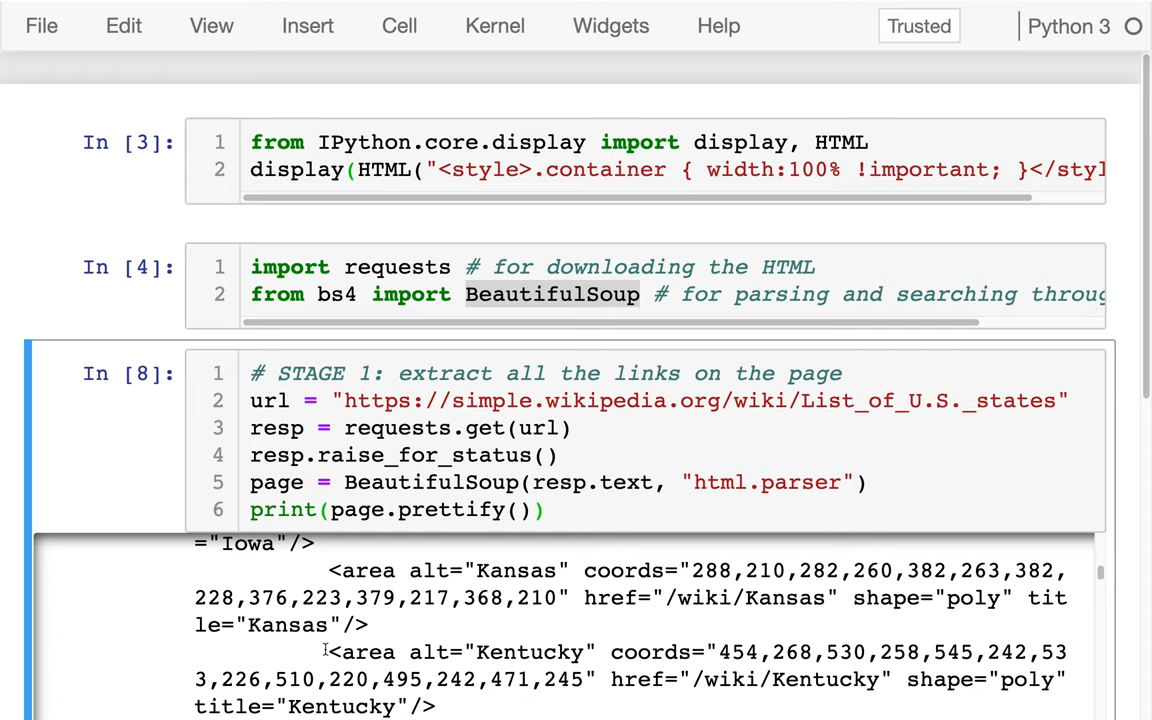 File Edit View Insert Cell Kernel Widgets Help Trusted Python 3
In [3]:
1 from IPython.core.display import display, HTML
2 display(HTML("<style>.container { width:100% !important; }</styl
In [4]:
1 import requests # for downloading the HTML
2 from bs4 import BeautifulSoup # for parsing and searching throug
In [8]:
1 # STAGE 1: extract all the links on the page
2 url = "https://simple.wikipedia.org/wiki/List_of_U.S._states"
3 resp = requests.get(url)
4 resp.raise_for_status()
5 page = BeautifulSoup(resp.text, "html.parser")
6 print(page.prettify())
="Iowa"/>
<area alt="Kansas" coords="288,210,282,260,382,263,382,
228,376,223,379,217,368,210" href="/wiki/Kansas" shape="poly" tit
le="Kansas"/>
<area alt="Kentucky" coords="454,268,530,258,545,242,53
3,226,510,220,495,242,471,245" href="/wiki/Kentucky" shape="poly"
title="Kentucky"/>